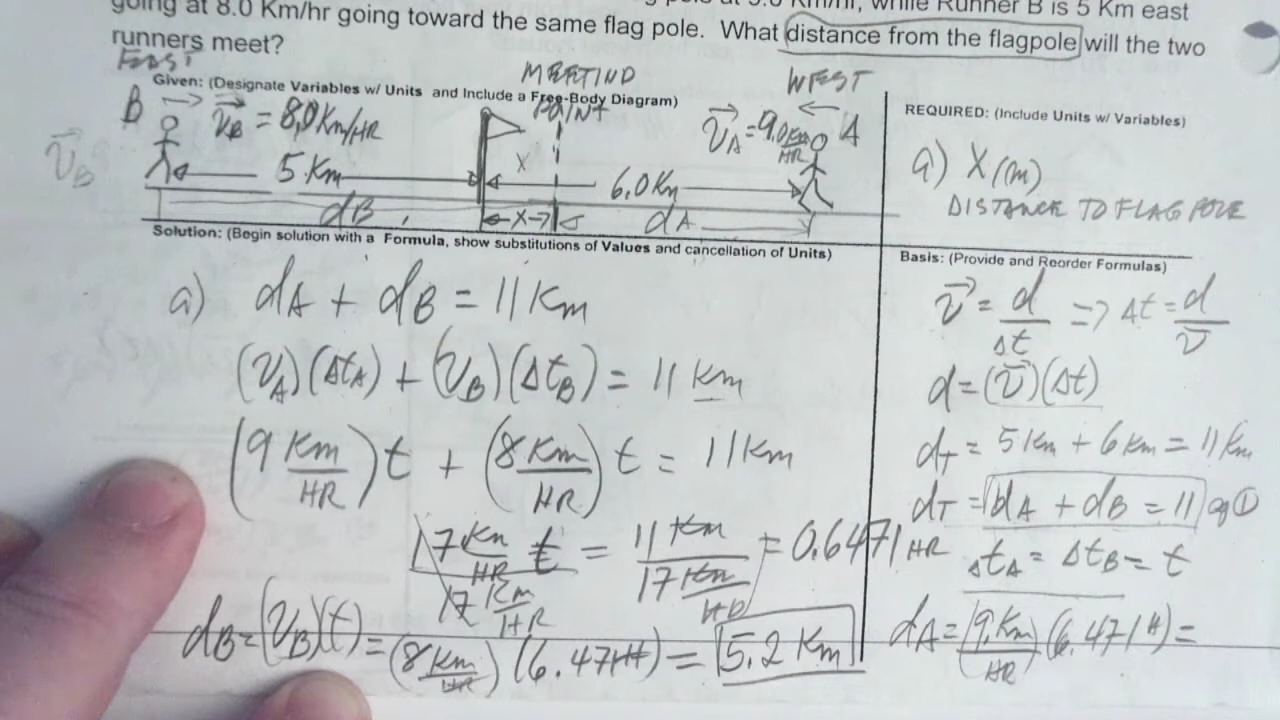 going at 8.0 Km/hr going toward the same flag pole. What distance from the flagpole will the two
runners meet?
EAST
Given: (Designate Variables w/ Units and Include a Free-Body Diagram)
MEETIND
POINT
WEST
B → v⃗B = 8,0 Km/HR
v⃗A = 9.0 Km/HR A
v⃗B
5 Km
X
6,0 Km
dB
X
dA
REQUIRED: (Include Units w/ Variables)
a) X (m)
DISTANCE TO FLAG POLE
Solution: (Begin solution with a Formula, show substitutions of Values and cancellation of Units)
a) dA + dB = 11 Km
(VA)(ΔtA) + (VB)(ΔtB) = 11 km
(9 Km/HR)t + (8 Km/HR) t = 11 Km
17 Km/HR t = 11 Km / 17 Km/HR = 0.6471 HR
17 Km/HR
dB = (VB)(t) = (8 Km/HR) (6.471H) = 5.2 Km
Basis: (Provide and Reorder Formulas)
v⃗ = d/Δt => Δt = d/v⃗
d = (v⃗)(Δt)
dT = 5 Km + 6 km = 11 km
dT = dA + dB = 11 eq ①
ΔtA = ΔtB = t
dA = (9 Km/HR) (6.471 H) =